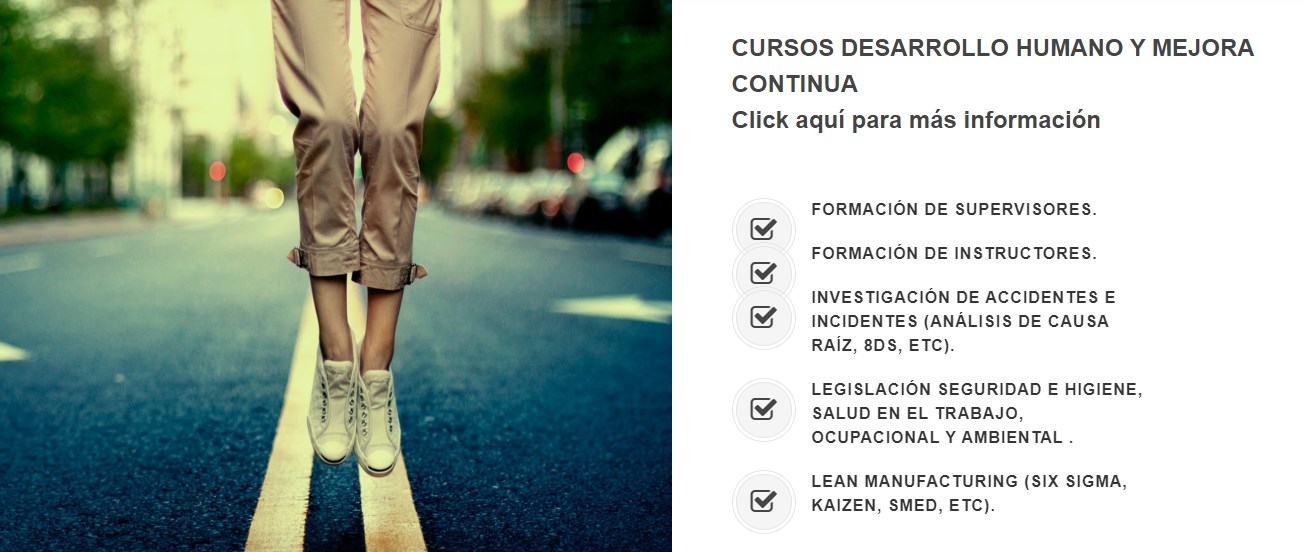 CURSOS DESARROLLO HUMANO Y MEJORA
CONTINUA
Click aquí para más información
FORMACIÓN DE SUPERVISORES.
FORMACIÓN DE INSTRUCTORES.
INVESTIGACIÓN DE ACCIDENTES E
INCIDENTES (ANÁLISIS DE CAUSA
RAÍZ, 8DS, ETC).
LEGISLACIÓN SEGURIDAD E HIGIENE,
SALUD EN EL TRABAJO,
OCUPACIONAL Y AMBIENTAL .
LEAN MANUFACTURING (SIX SIGMA,
KAIZEN, SMED, ETC).